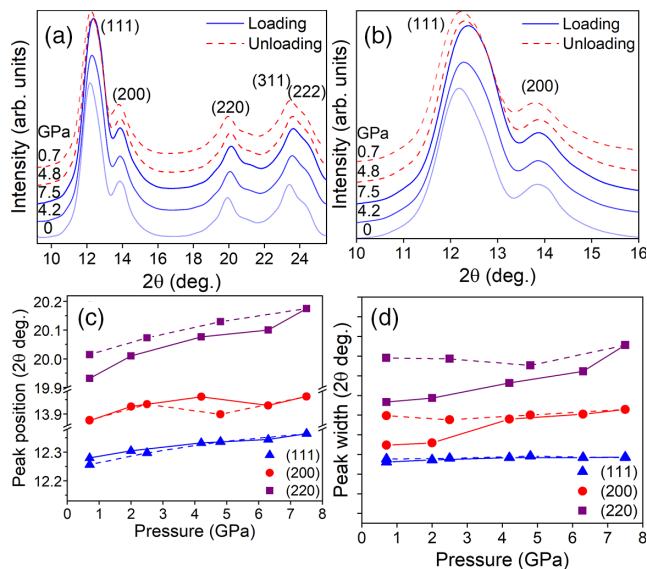 (a)
(111)
Loading
Unloading
(200)
(220)
(311)
(222)
GPa
0.7
4.8
7.5
4.2
0
Intensity (arb. units)
10 12 14 16 18 20 22 24
2θ (deg.)
(b)
(111)
Loading
Unloading
(200)
GPa
0.7
4.8
7.5
4.2
0
Intensity (arb. units)
10 11 12 13 14 15 16
2θ (deg.)
(c)
20.2
20.1
20.0
19.9
13.9
12.3
12.2
Peak position (2θ deg.)
(111)
(200)
(220)
0 1 2 3 4 5 6 7 8
Pressure (GPa)
(d)
Peak width (2θ deg.)
(111)
(200)
(220)
0 1 2 3 4 5 6 7 8
Pressure (GPa)